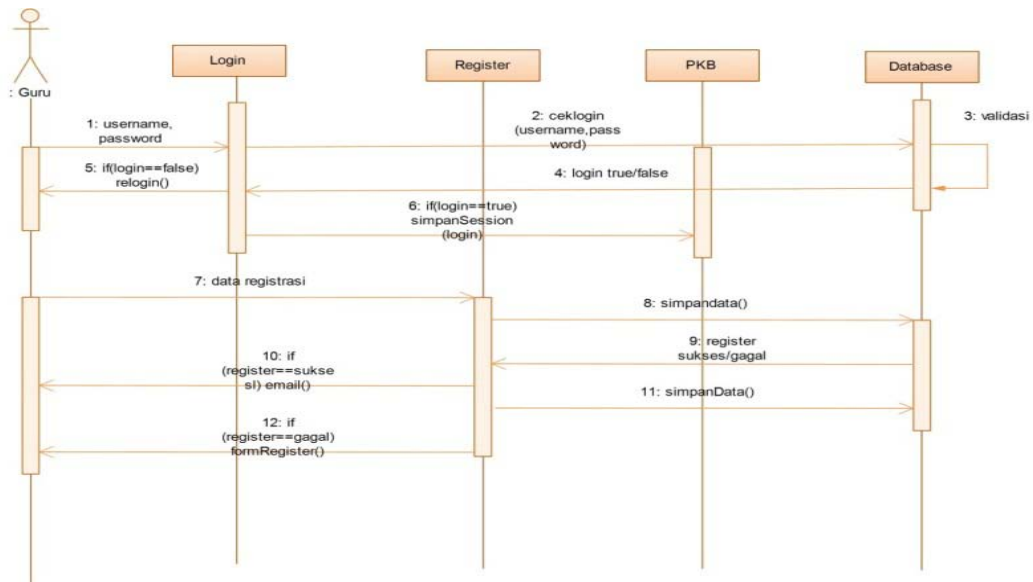 : Guru
Login
Register
PKB
Database
1: username,
password
2: ceklogin
(username,pass
word)
3: validasi
4: login true/false
5: if(login==false)
relogin()
6: if(login==true)
simpanSession
(login)
7: data registrasi
8: simpandata()
9: register
sukses/gagal
10: if
(register==sukse
sl) email()
11: simpanData()
12: if
(register==gagal)
formRegister()